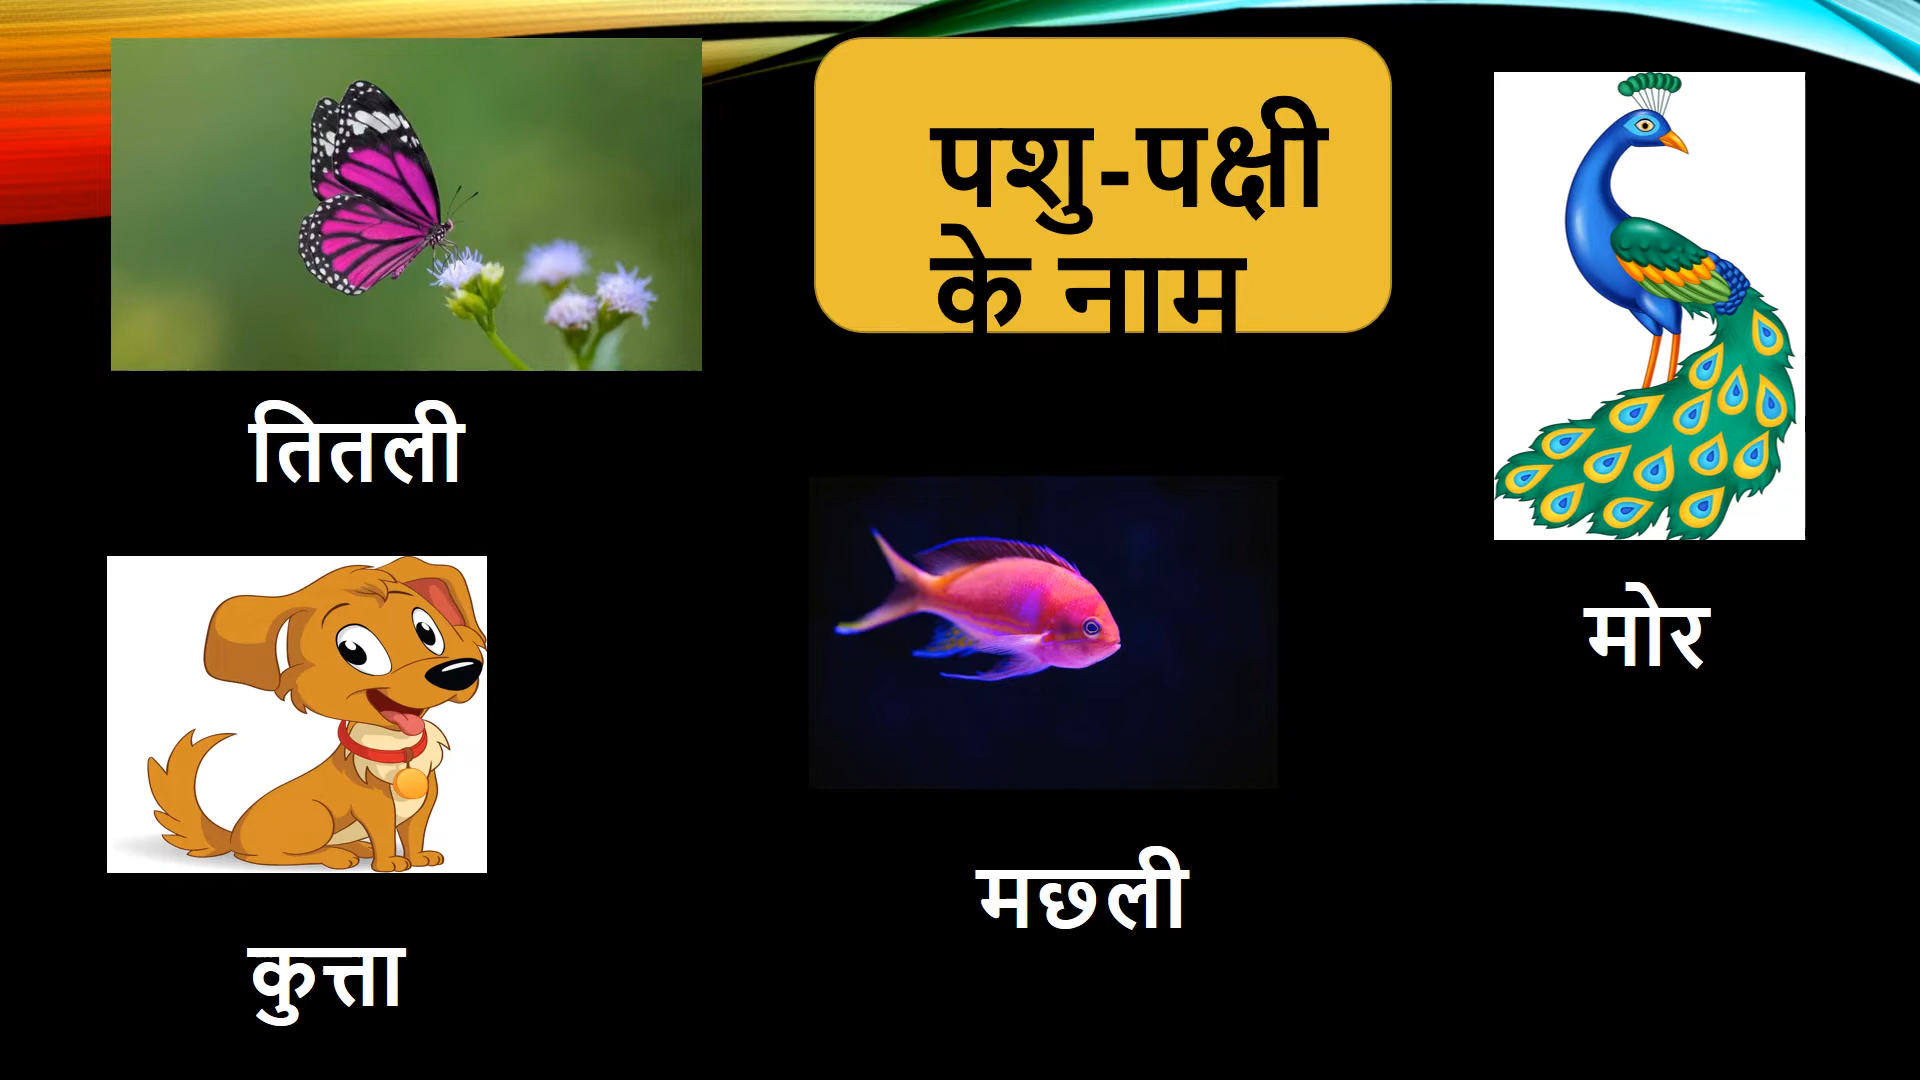 पशु-पक्षी
के नाम
तितली
मोर
मछली
कुत्ता